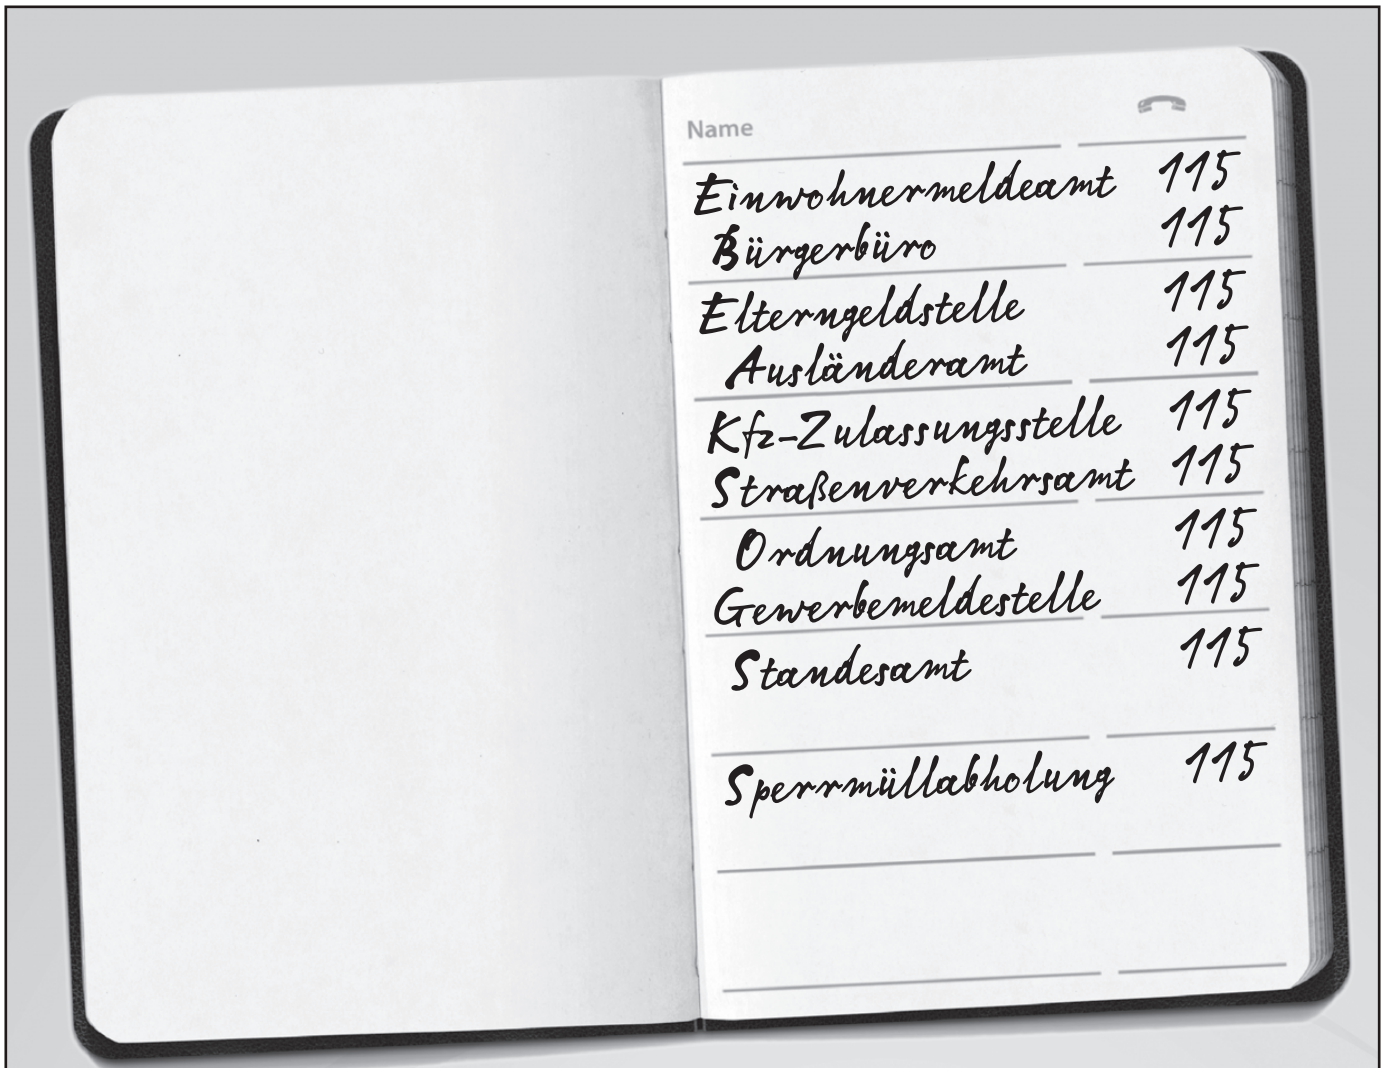 Name
Einwohnermeldeamt 115
Bürgerbüro 115
Elterngeldstelle 115
Ausländeramt 115
Kfz-Zulassungsstelle 115
Straßenverkehrsamt 115
Ordnungsamt 115
Gewerbemeldestelle 115
Standesamt 115
Sperrmüllabholung 115